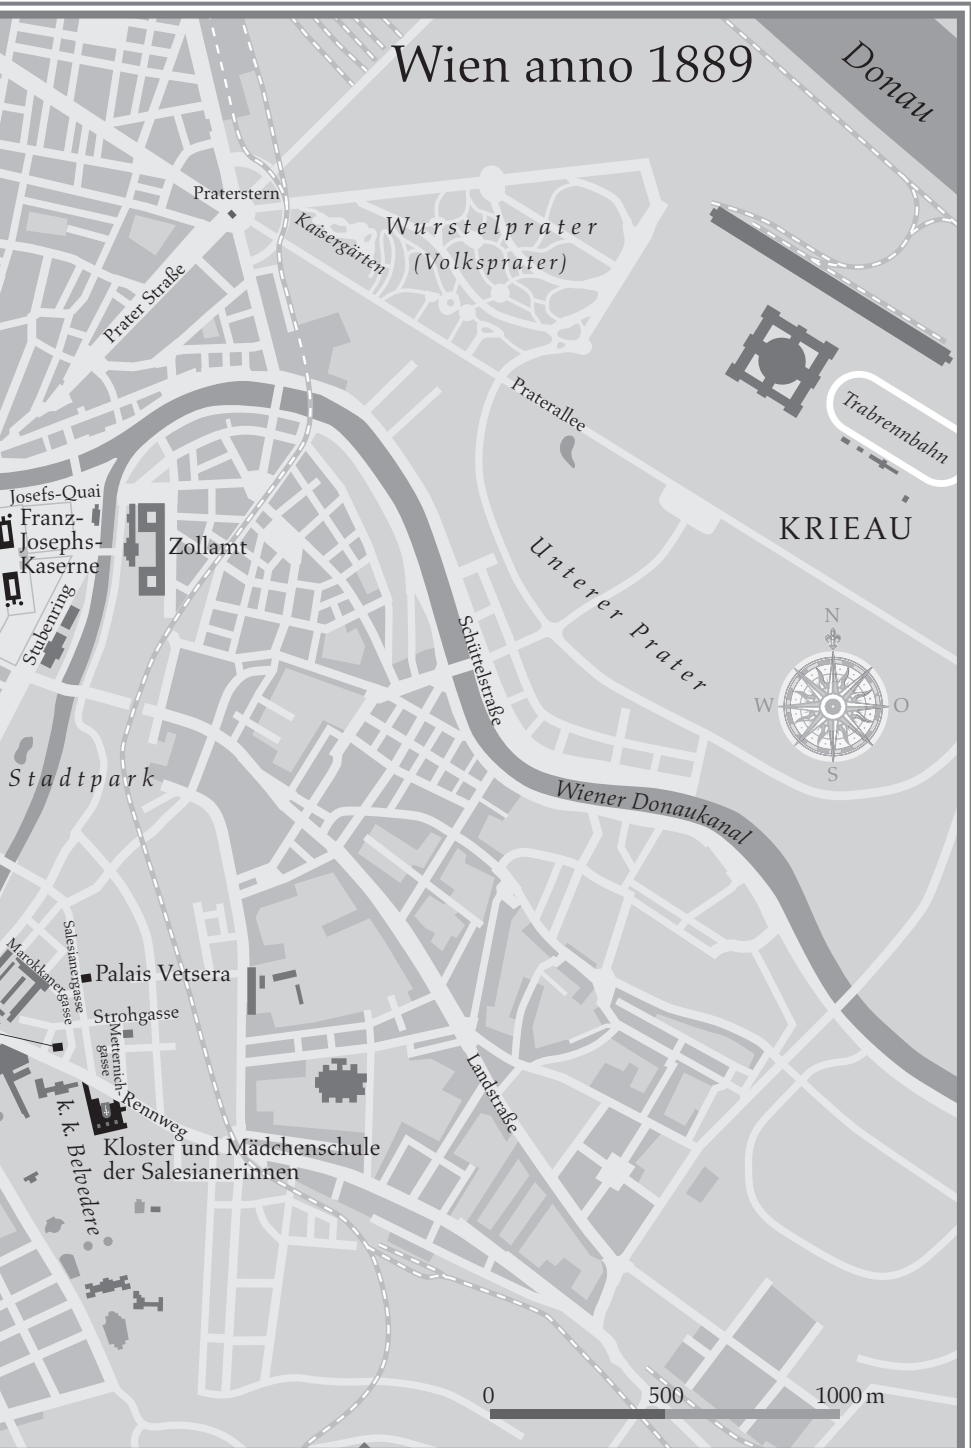 Wien anno 1889
Donau
Praterstern
Kaisergärten
Wurstelprater
(Volksprater)
Prater Straße
Praterallee
Trabrennbahn
Josefs-Quai
Franz-
Josephs-
Kaserne
Zollamt
KRIEAU
Unterer Prater
Stubenring
Schüttelstraße
N
W
O
S
Stadtpark
Wiener Donaukanal
Salesianergasse
Marokkanergasse
Palais Vetsera
Strohgasse
Metternich-
gasse
Rennweg
Landstraße
k. k. Belvedere
Kloster und Mädchenschule
der Salesianerinnen
0 500 1000 m